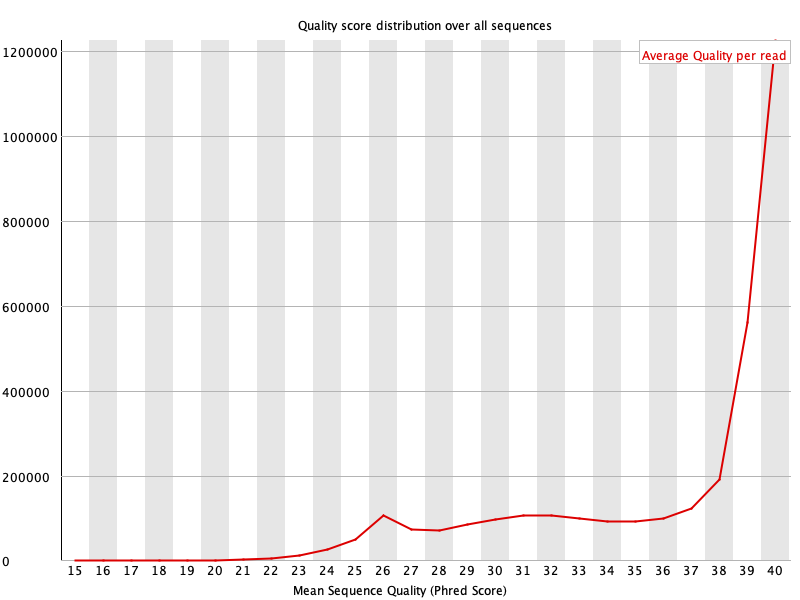 Quality score distribution over all sequences
Average Quality per read
1200000
1000000
800000
600000
400000
200000
0
15 16 17 18 19 20 21 22 23 24 25 26 27 28 29 30 31 32 33 34 35 36 37 38 39 40
Mean Sequence Quality (Phred Score)